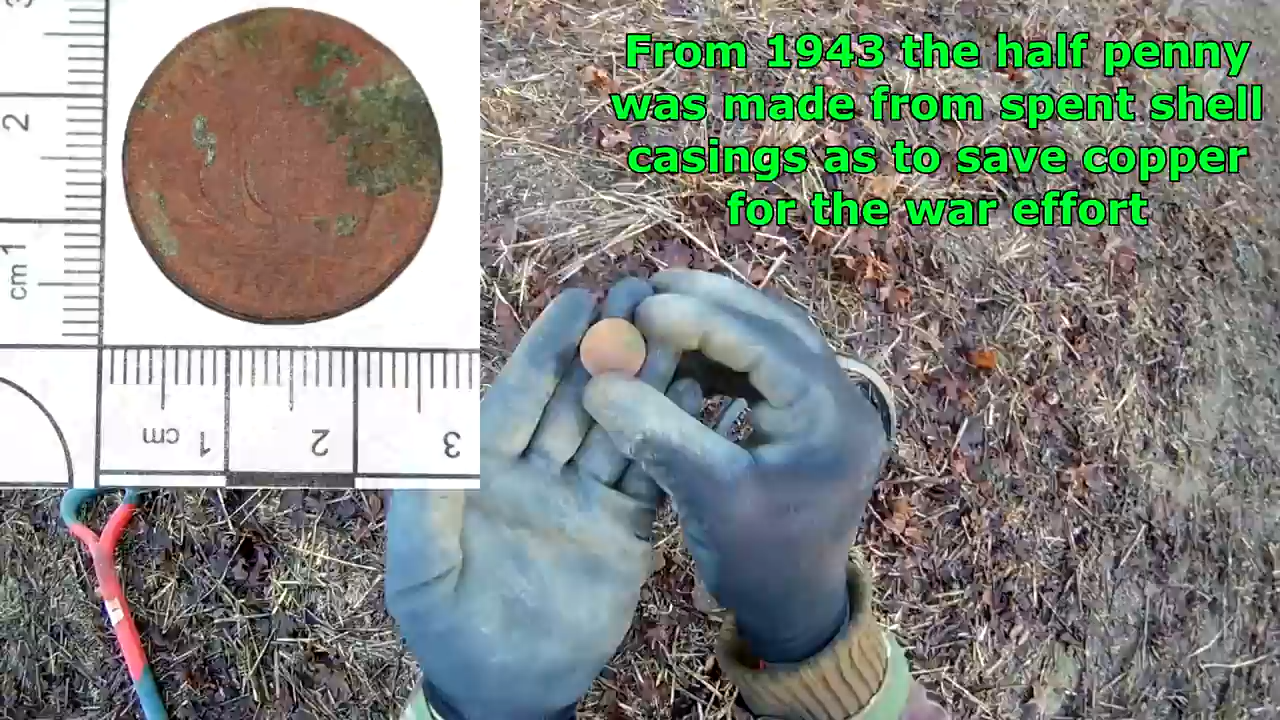 From 1943 the half penny
was made from spent shell
casings as to save copper
for the war effort
3
2
1
cm
cm 1 2 3